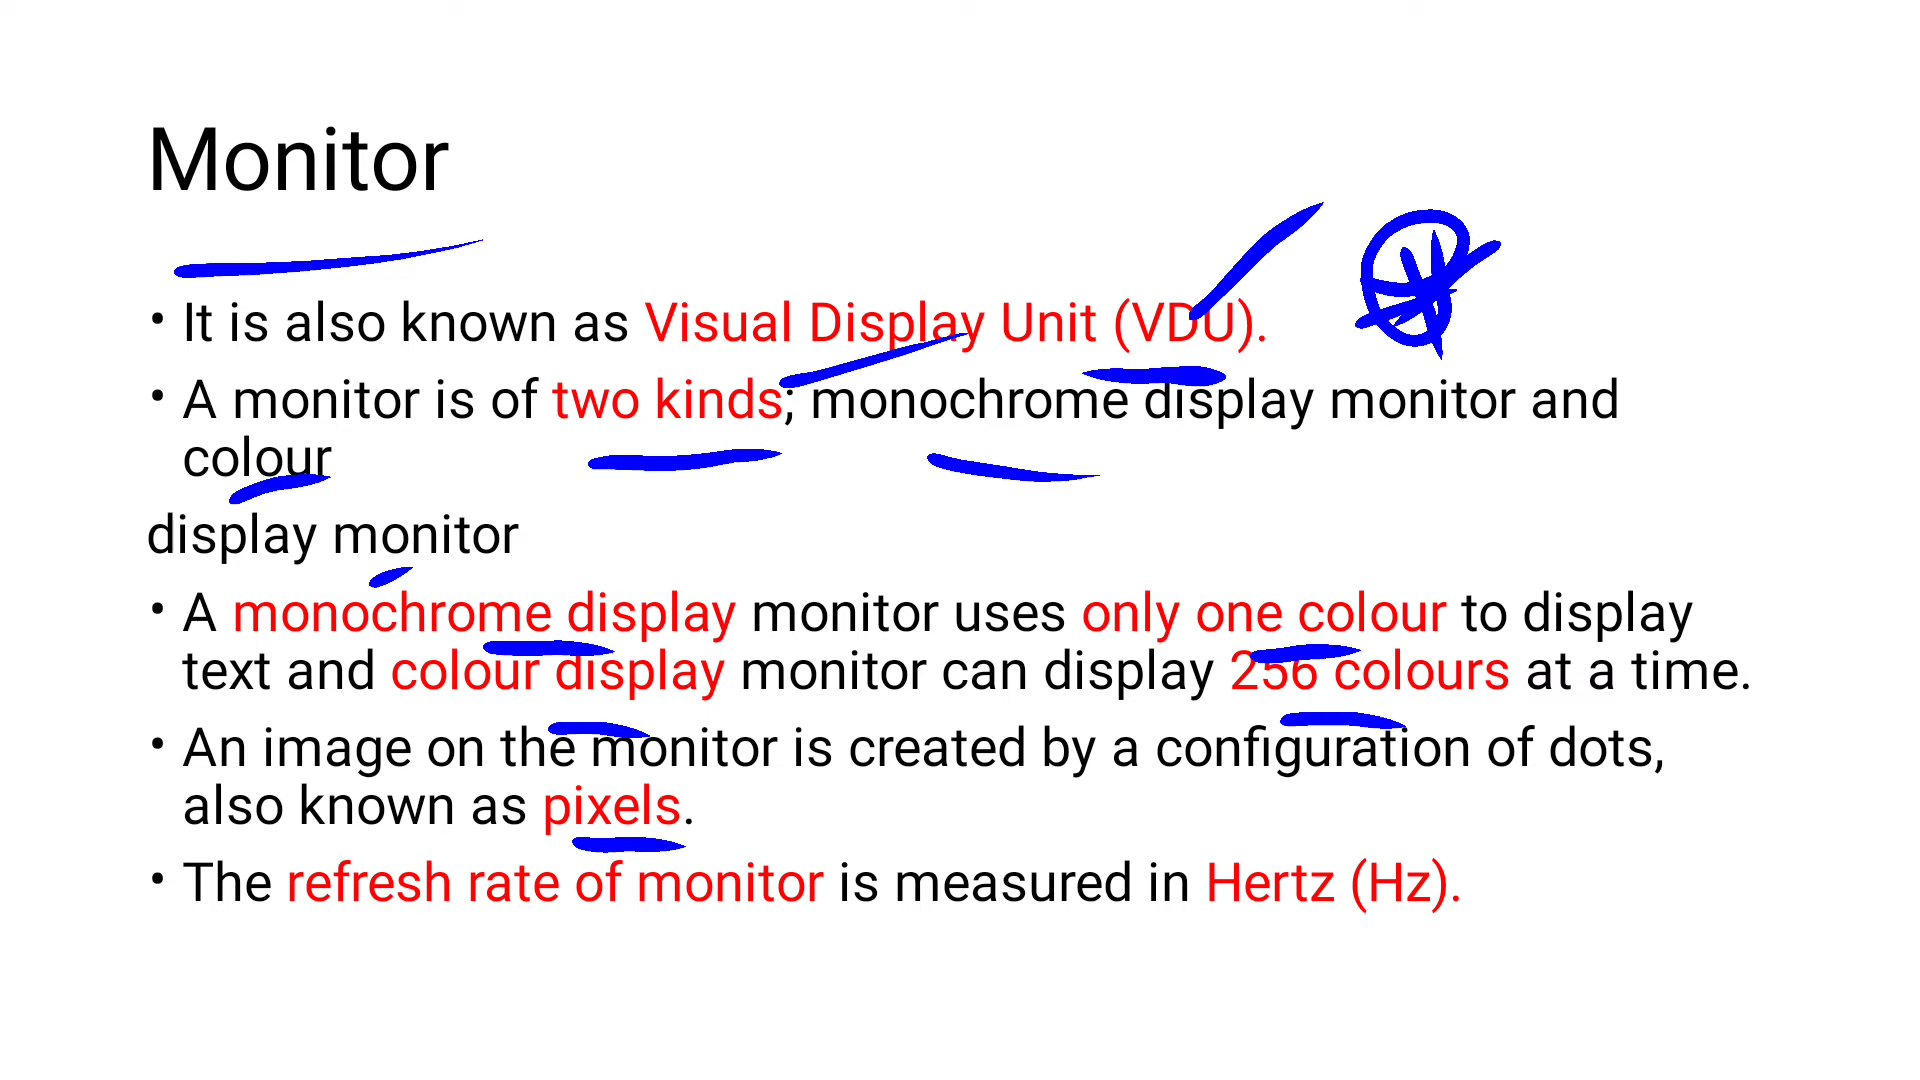 Monitor
• It is also known as Visual Display Unit (VDU).
• A monitor is of two kinds; monochrome display monitor and
colour
display monitor
• A monochrome display monitor uses only one colour to display
text and colour display monitor can display 256 colours at a time.
• An image on the monitor is created by a configuration of dots,
also known as pixels.
• The refresh rate of monitor is measured in Hertz (Hz).